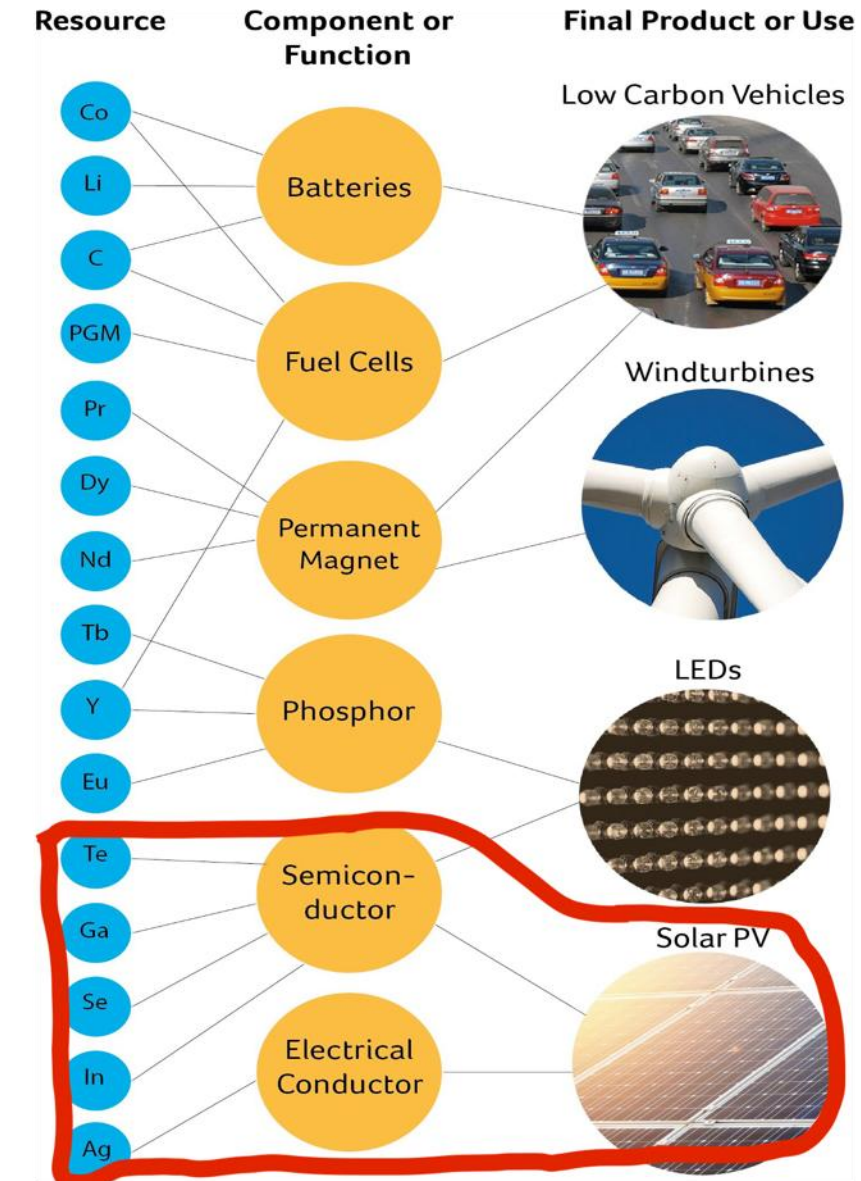 Resource
Component or
Function
Final Product or Use
Co
Li
C
PGM
Pr
Dy
Nd
Tb
Y
Eu
Te
Ga
Se
In
Ag
Batteries
Fuel Cells
Permanent
Magnet
Phosphor
Semicon-
ductor
Electrical
Conductor
Low Carbon Vehicles
Windturbines
LEDs
Solar PV